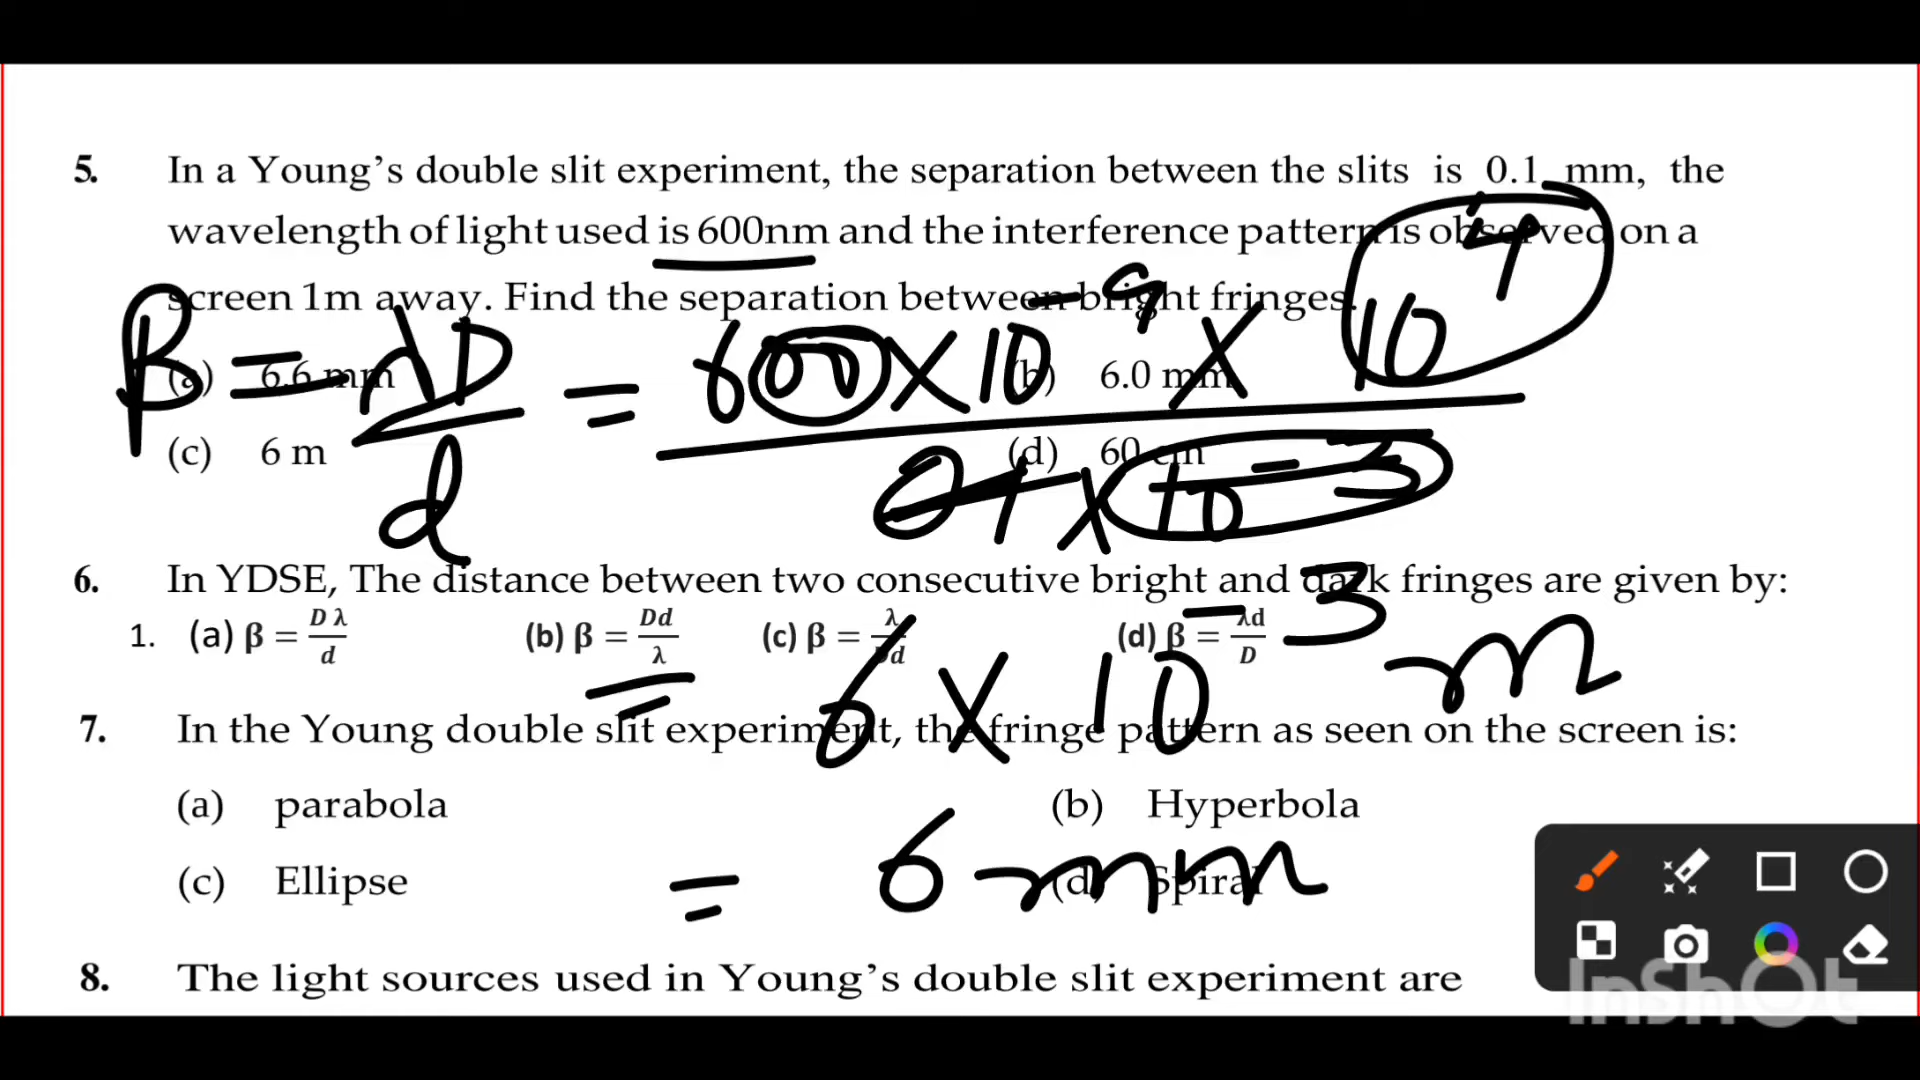 5. In a Young’s double slit experiment, the separation between the slits is 0.1 mm, the
wavelength of light used is 600nm and the interference pattern is observed on a
screen 1m away. Find the separation between bright fringes.
(a) 6.6 mm (b) 6.0 mm
(c) 6 m (d) 60 cm
β = λD/d = 600 × 10^-9 × 10^4 / 01 × 10^-3
6. In YDSE, The distance between two consecutive bright and dark fringes are given by:
1. (a) β = D λ/d (b) β = Dd/λ (c) β = λ/Dd (d) β = λd/D
= 6 × 10^-3 m
7. In the Young double slit experiment, the fringe pattern as seen on the screen is:
(a) parabola (b) Hyperbola
(c) Ellipse (d) Spiral
= 6 mm
8. The light sources used in Young’s double slit experiment are
InShOt